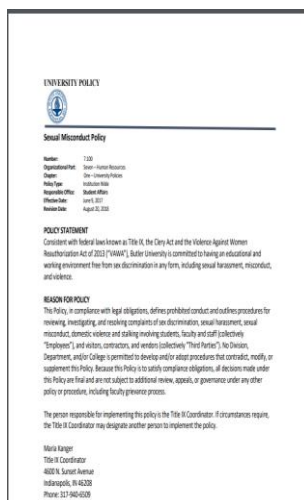 UNIVERSITY POLICY
Sexual Misconduct Policy
Number: 7.100
Organizational Part: Seven – Human Resources
Chapter: One – University Policies
Policy Type: Institution Wide
Responsible Office: Student Affairs
Effective Date: June 9, 2017
Revision Date: August 20, 2018
POLICY STATEMENT
Consistent with federal laws known as Title IX, the Clery Act and the Violence Against Women
Reauthorization Act of 2013 ("VAWA"), Butler University is committed to having an educational and
working environment free from sex discrimination in any form, including sexual harassment, misconduct,
and violence.
REASON FOR POLICY
This Policy, in compliance with legal obligations, defines prohibited conduct and outlines procedures for
reviewing, investigating, and resolving complaints of sex discrimination, sexual harassment, sexual
misconduct, domestic violence and stalking involving students, faculty and staff (collectively
"Employees"), and visitors, contractors, and vendors (collectively "Third Parties"). No Division,
Department, and/or College is permitted to develop and/or adopt procedures that contradict, modify, or
supplement this Policy. Because this Policy is to satisfy compliance obligations, all decisions made under
this Policy are final and are not subject to additional review, appeals, or governance under any other
policy or procedure, including faculty grievance process.
The person responsible for implementing this policy is the Title IX Coordinator. If circumstances require,
the Title IX Coordinator may designate another person to implement the policy.
Maria Kanger
Title IX Coordinator
4600 N. Sunset Avenue
Indianapolis, IN 46208
Phone: 317-940-6509